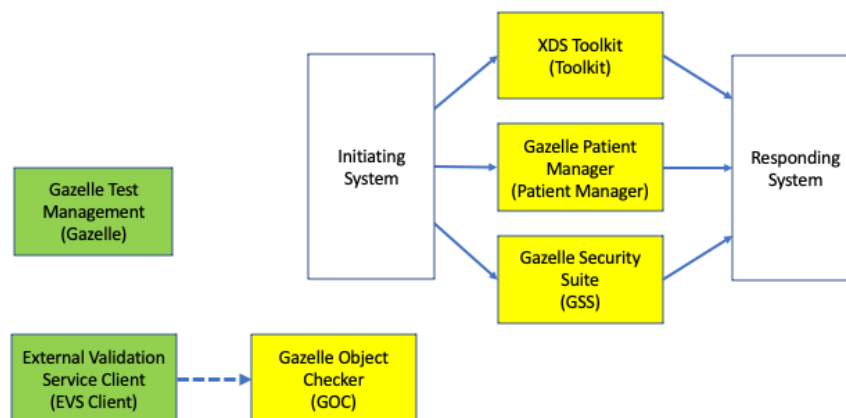 XDS Toolkit
(Toolkit)
Initiating
System
Gazelle Patient
Manager
(Patient Manager)
Responding
System
Gazelle Test
Management
(Gazelle)
Gazelle Security
Suite
(GSS)
External Validation
Service Client
(EVS Client)
Gazelle Object
Checker
(GOC)